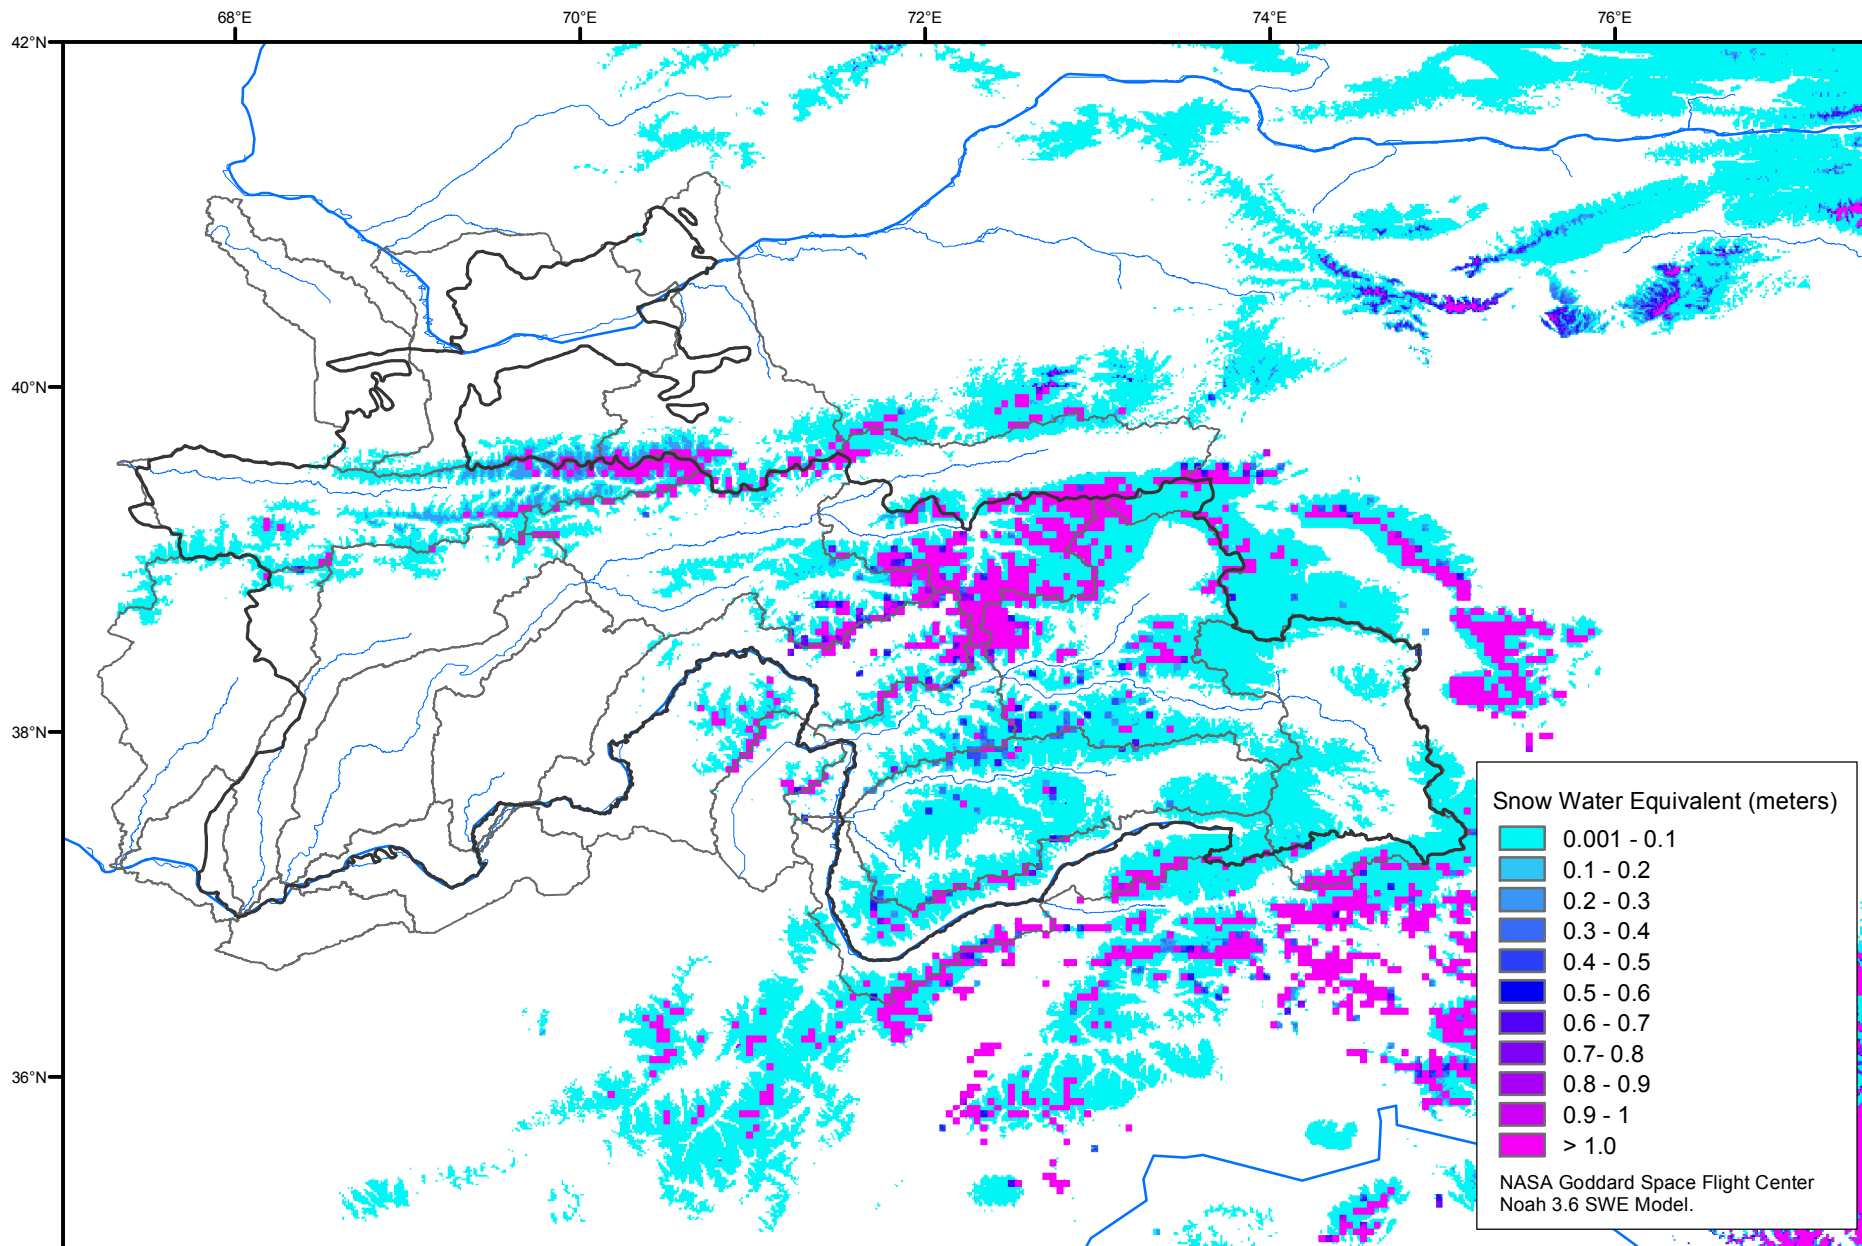 68°E
70°E
72°E
74°E
76°E
42°N
40°N
38°N
36°N
Snow Water Equivalent (meters)
0.001 - 0.1
0.1 - 0.2
0.2 - 0.3
0.3 - 0.4
0.4 - 0.5
0.5 - 0.6
0.6 - 0.7
0.7- 0.8
0.8 - 0.9
0.9 - 1
> 1.0
NASA Goddard Space Flight Center
Noah 3.6 SWE Model.